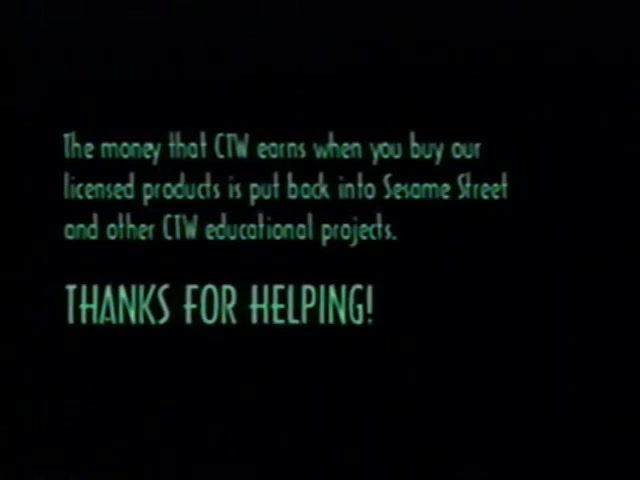 The money that CTW earns when you buy our
licensed products is put back into Sesame Street
and other CTW educational projects.
THANKS FOR HELPING!